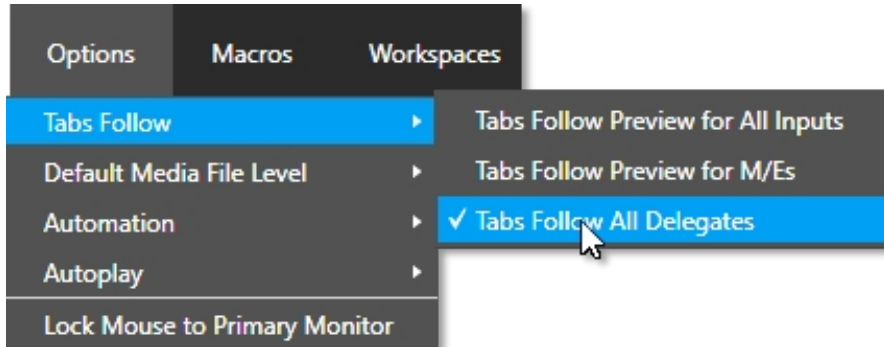 Options Macros Workspaces
Tabs Follow
Tabs Follow Preview for All Inputs
Default Media File Level
Tabs Follow Preview for M/Es
Automation
✓ Tabs Follow All Delegates
Autoplay
Lock Mouse to Primary Monitor